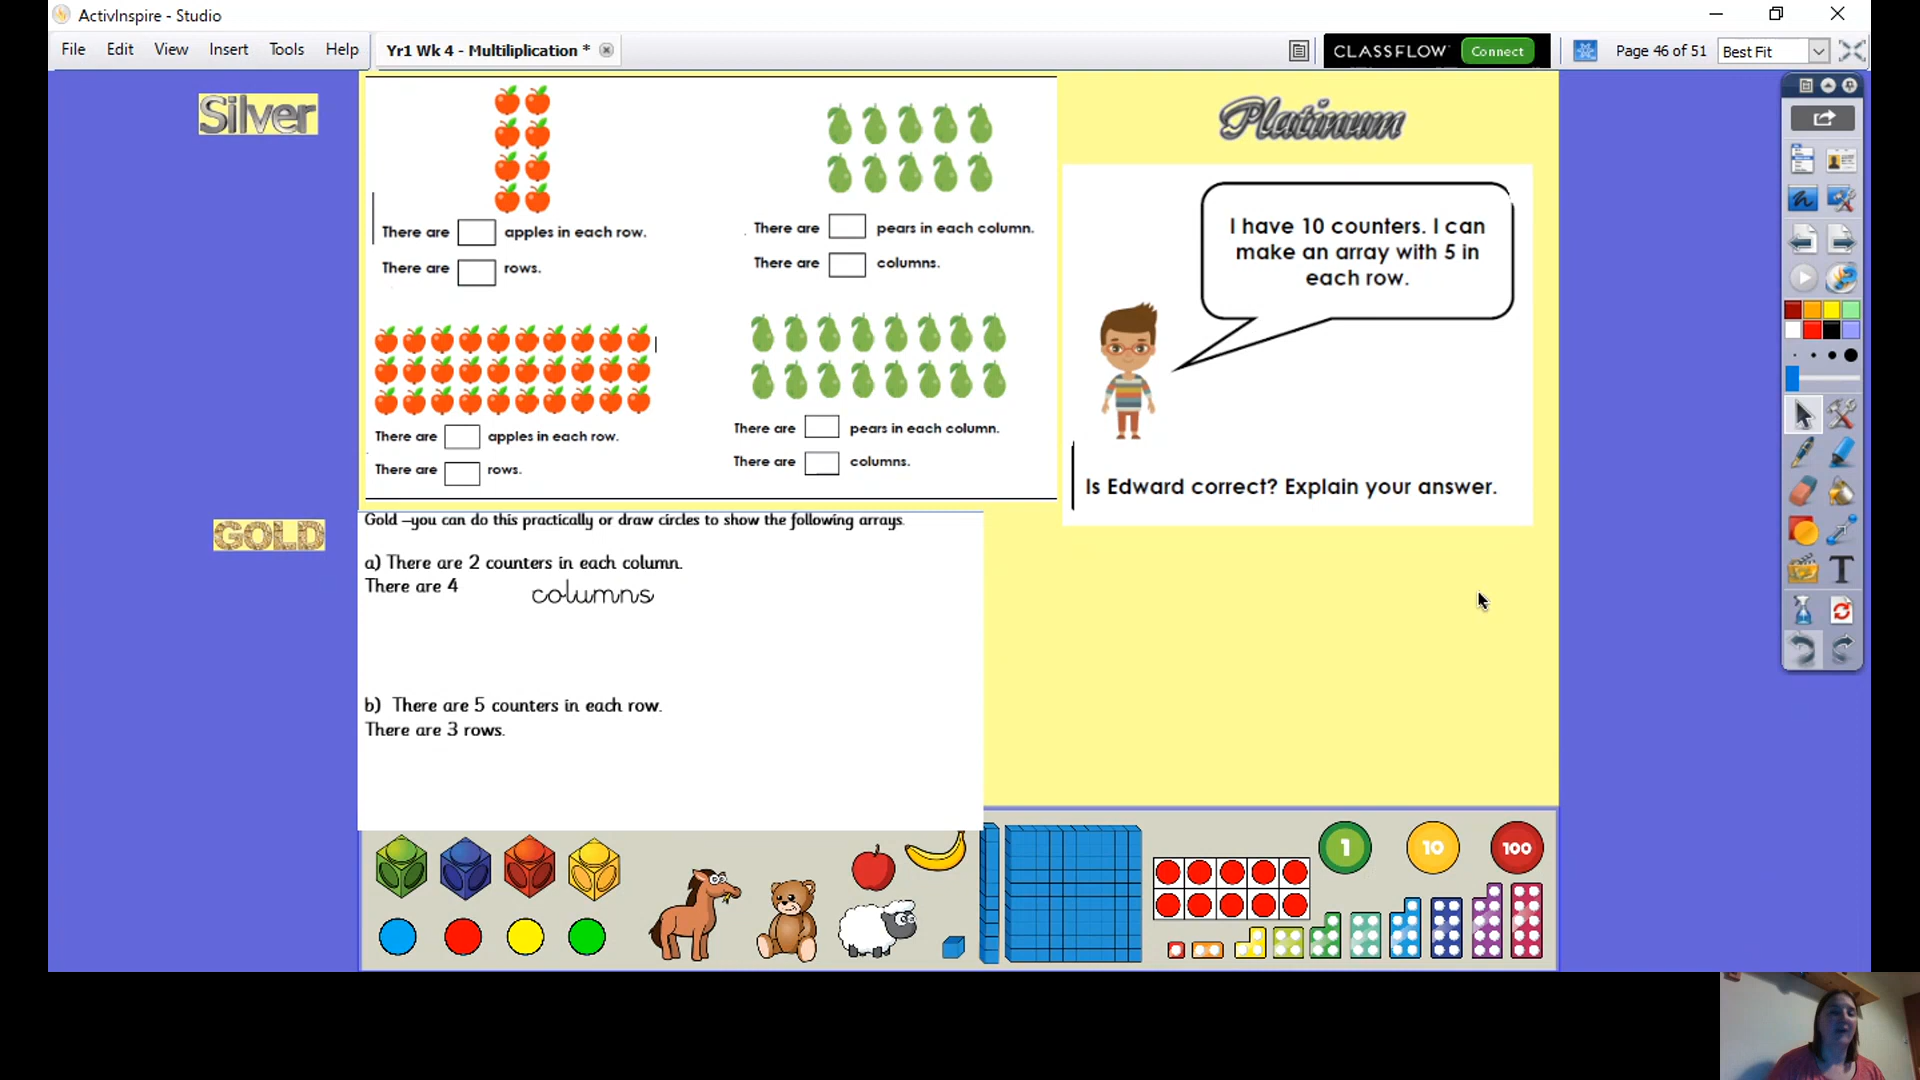 ActivInspire - Studio
File Edit View Insert Tools Help
Yr1 Wk 4 - Multiliplication *
CLASSFLOW Connect
Page 46 of 51
Best Fit
Silver
There are apples in each row.
There are rows.
There are pears in each column.
There are columns.
There are apples in each row.
There are rows.
There are pears in each column.
There are columns.
Platinum
I have 10 counters. I can
make an array with 5 in
each row.
Is Edward correct? Explain your answer.
GOLD
Gold –you can do this practically or draw circles to show the following arrays.
a) There are 2 counters in each column.
There are 4 columns
b) There are 5 counters in each row.
There are 3 rows.
1 10 100